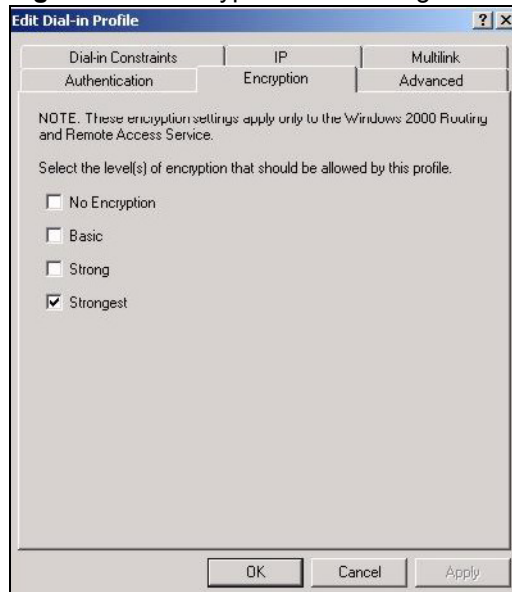 Edit Dial-in Profile
Dial-in Constraints IP Multilink
Authentication Encryption Advanced
NOTE. These encryption settings apply only to the Windows 2000 Routing
and Remote Access Service.
Select the level(s) of encryption that should be allowed by this profile.
No Encryption
Basic
Strong
Strongest
OK Cancel Apply